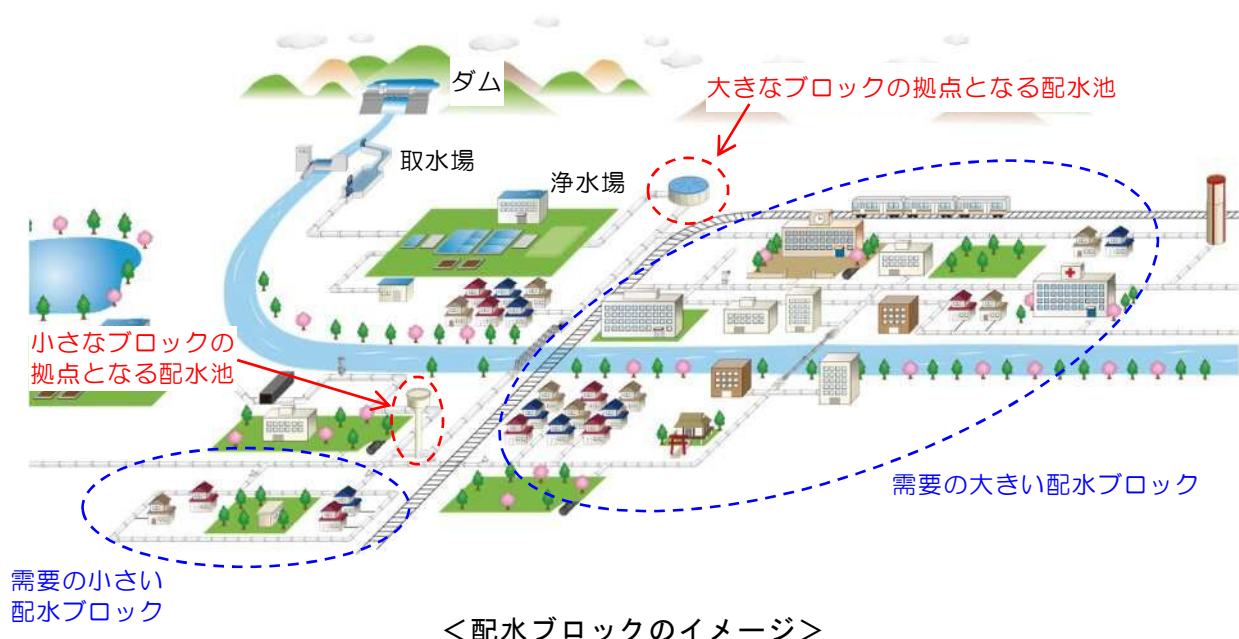 ダム
大きなブロックの拠点となる配水池
取水場
浄水場
小さなブロックの
拠点となる配水池
需要の大きい配水ブロック
需要の小さい
配水ブロック
＜配水ブロックのイメージ＞